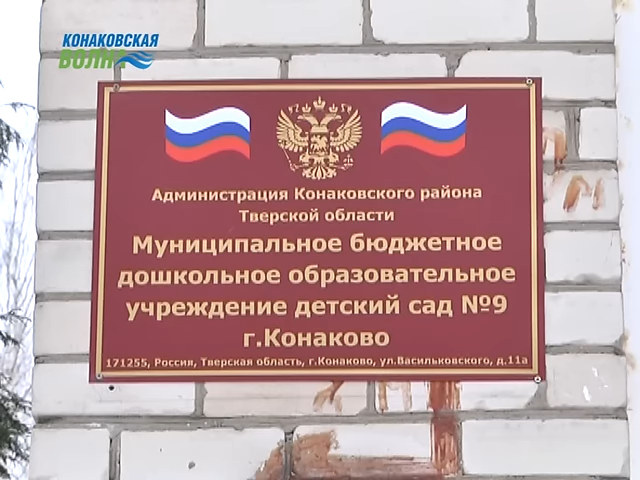 КОНАКОВСКАЯ
ВОЛНА
Администрация Конаковского района
Тверской области
Муниципальное бюджетное
дошкольное образовательное
учреждение детский сад №9
г.Конаково
171255, Россия, Тверская область, г.Конаково, ул.Васильковского, д.11а